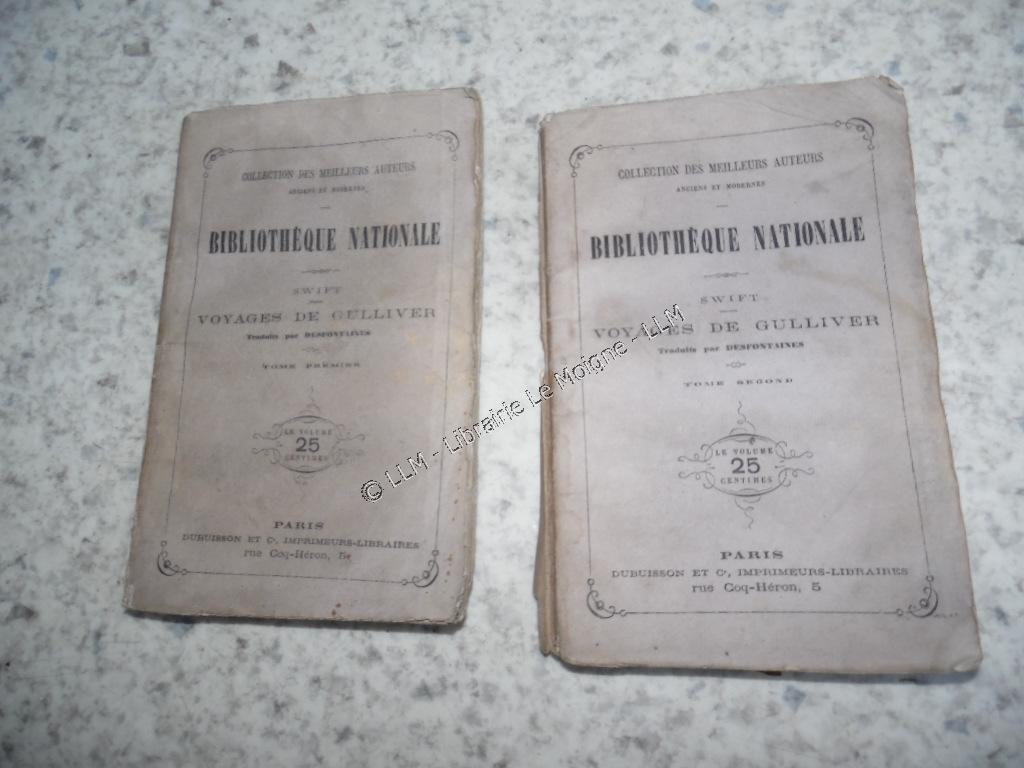 COLLECTION DES MEILLEURS AUTEURS
ANCIENS ET MODERNES
BIBLIOTHÈQUE NATIONALE
SWIFT
VOYAGES DE GULLIVER
Traduits par DESFONTAINES
TOME PREMIER
LE VOLUME
25
CENTIMES
PARIS
DUBUISSON ET Ce, IMPRIMEURS-LIBRAIRES
rue Coq-Héron, 5
COLLECTION DES MEILLEURS AUTEURS
ANCIENS ET MODERNES
BIBLIOTHÈQUE NATIONALE
SWIFT
VOYAGES DE GULLIVER
Traduits par DESFONTAINES
TOME SECOND
LE VOLUME
25
CENTIMES
PARIS
DUBUISSON ET Ce, IMPRIMEURS-LIBRAIRES
rue Coq-Héron, 5
© LLM - Librairie Le Moigne - LLM